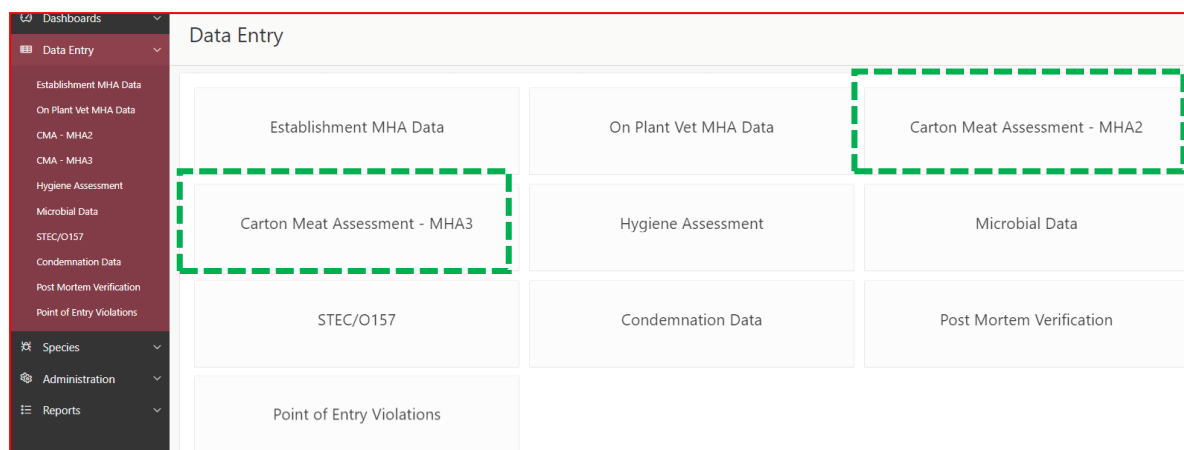 Dashboards
Data Entry
Establishment MHA Data
On Plant Vet MHA Data
CMA - MHA2
CMA - MHA3
Hygiene Assessment
Microbial Data
STEC/O157
Condemnation Data
Post Mortem Verification
Point of Entry Violations
Species
Administration
Reports
Data Entry
Establishment MHA Data
On Plant Vet MHA Data
Carton Meat Assessment - MHA2
Carton Meat Assessment - MHA3
Hygiene Assessment
Microbial Data
STEC/O157
Condemnation Data
Post Mortem Verification
Point of Entry Violations